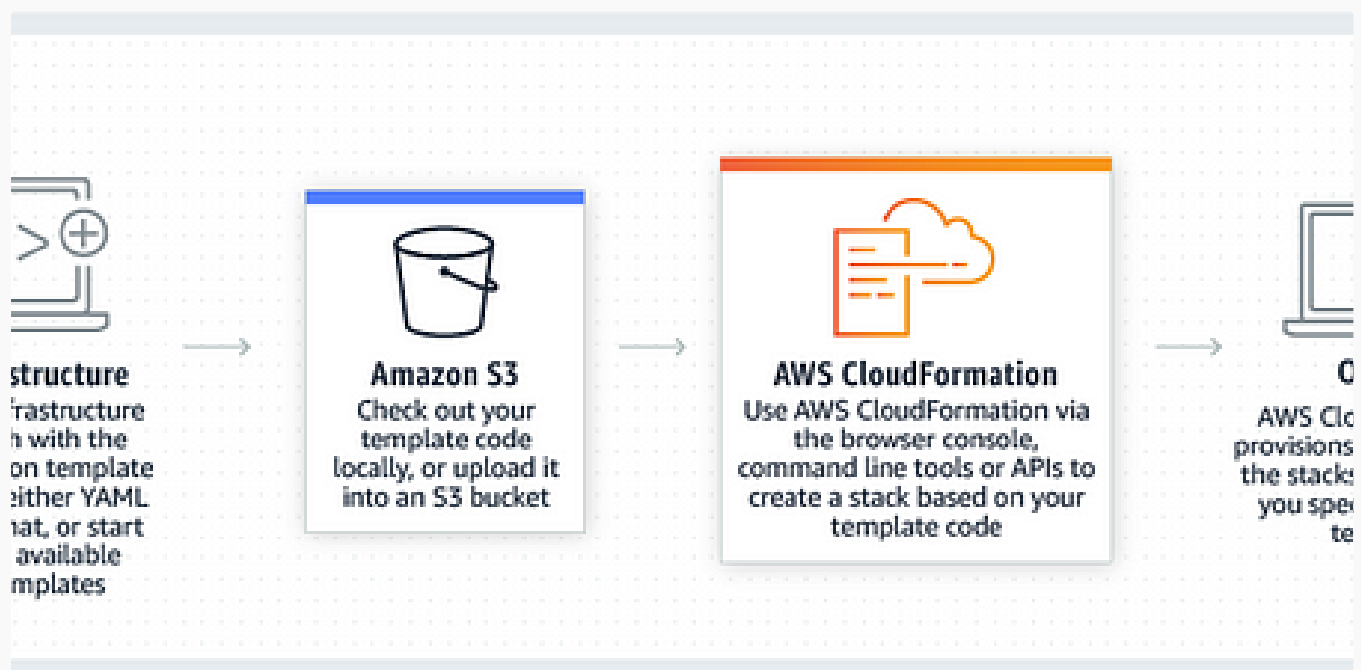 structure
frastructure
h with the
on template
either YAML
nat, or start
available
mplates
Amazon S3
Check out your
template code
locally, or upload it
into an S3 bucket
AWS CloudFormation
Use AWS CloudFormation via
the browser console,
command line tools or APIs to
create a stack based on your
template code
O
AWS Clo
provisions
the stacks
you spec
te